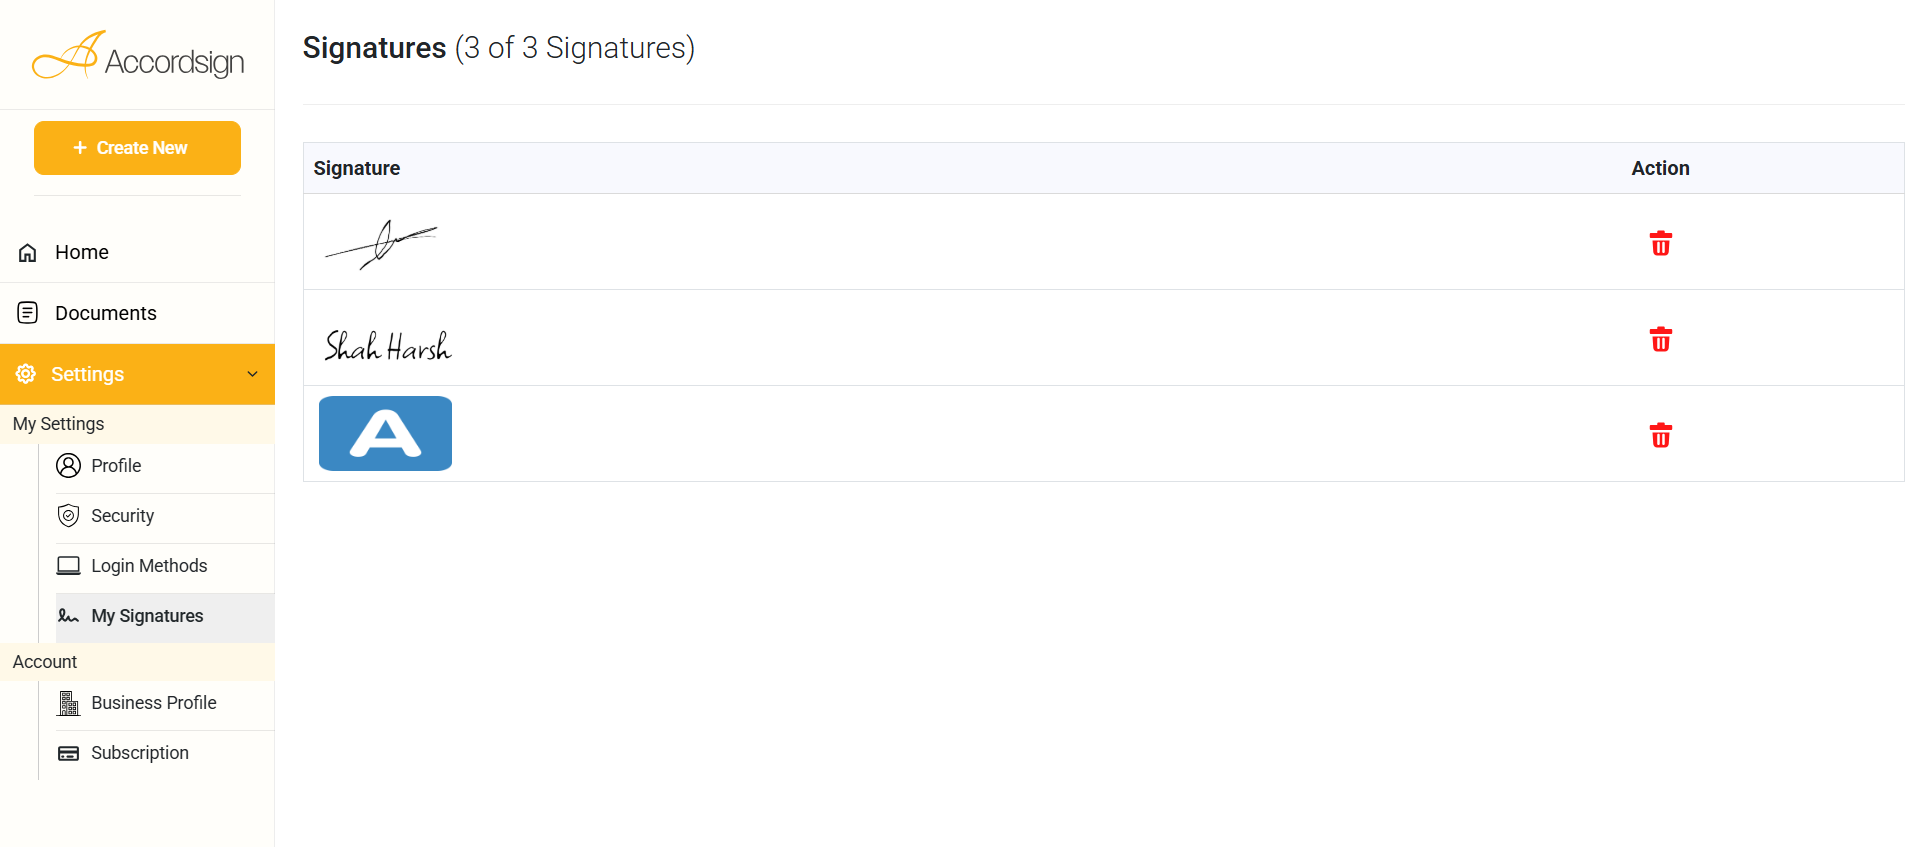 Accordsign
+ Create New
Home
Documents
Settings
My Settings
Profile
Security
Login Methods
My Signatures
Account
Business Profile
Subscription
Signatures (3 of 3 Signatures)
Signature Action
Shah Harsh
A